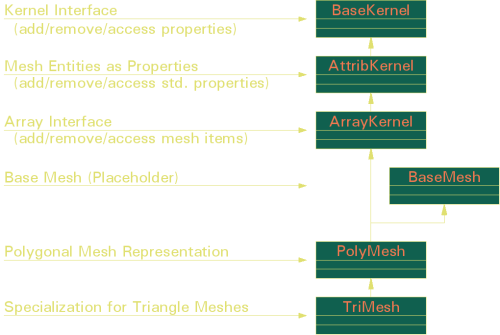 Kernel Interface
(add/remove/access properties)
BaseKernel
Mesh Entities as Properties
(add/remove/access std. properties)
AttribKernel
Array Interface
(add/remove/access mesh items)
ArrayKernel
Base Mesh (Placeholder)
BaseMesh
Polygonal Mesh Representation
PolyMesh
Specialization for Triangle Meshes
TriMesh